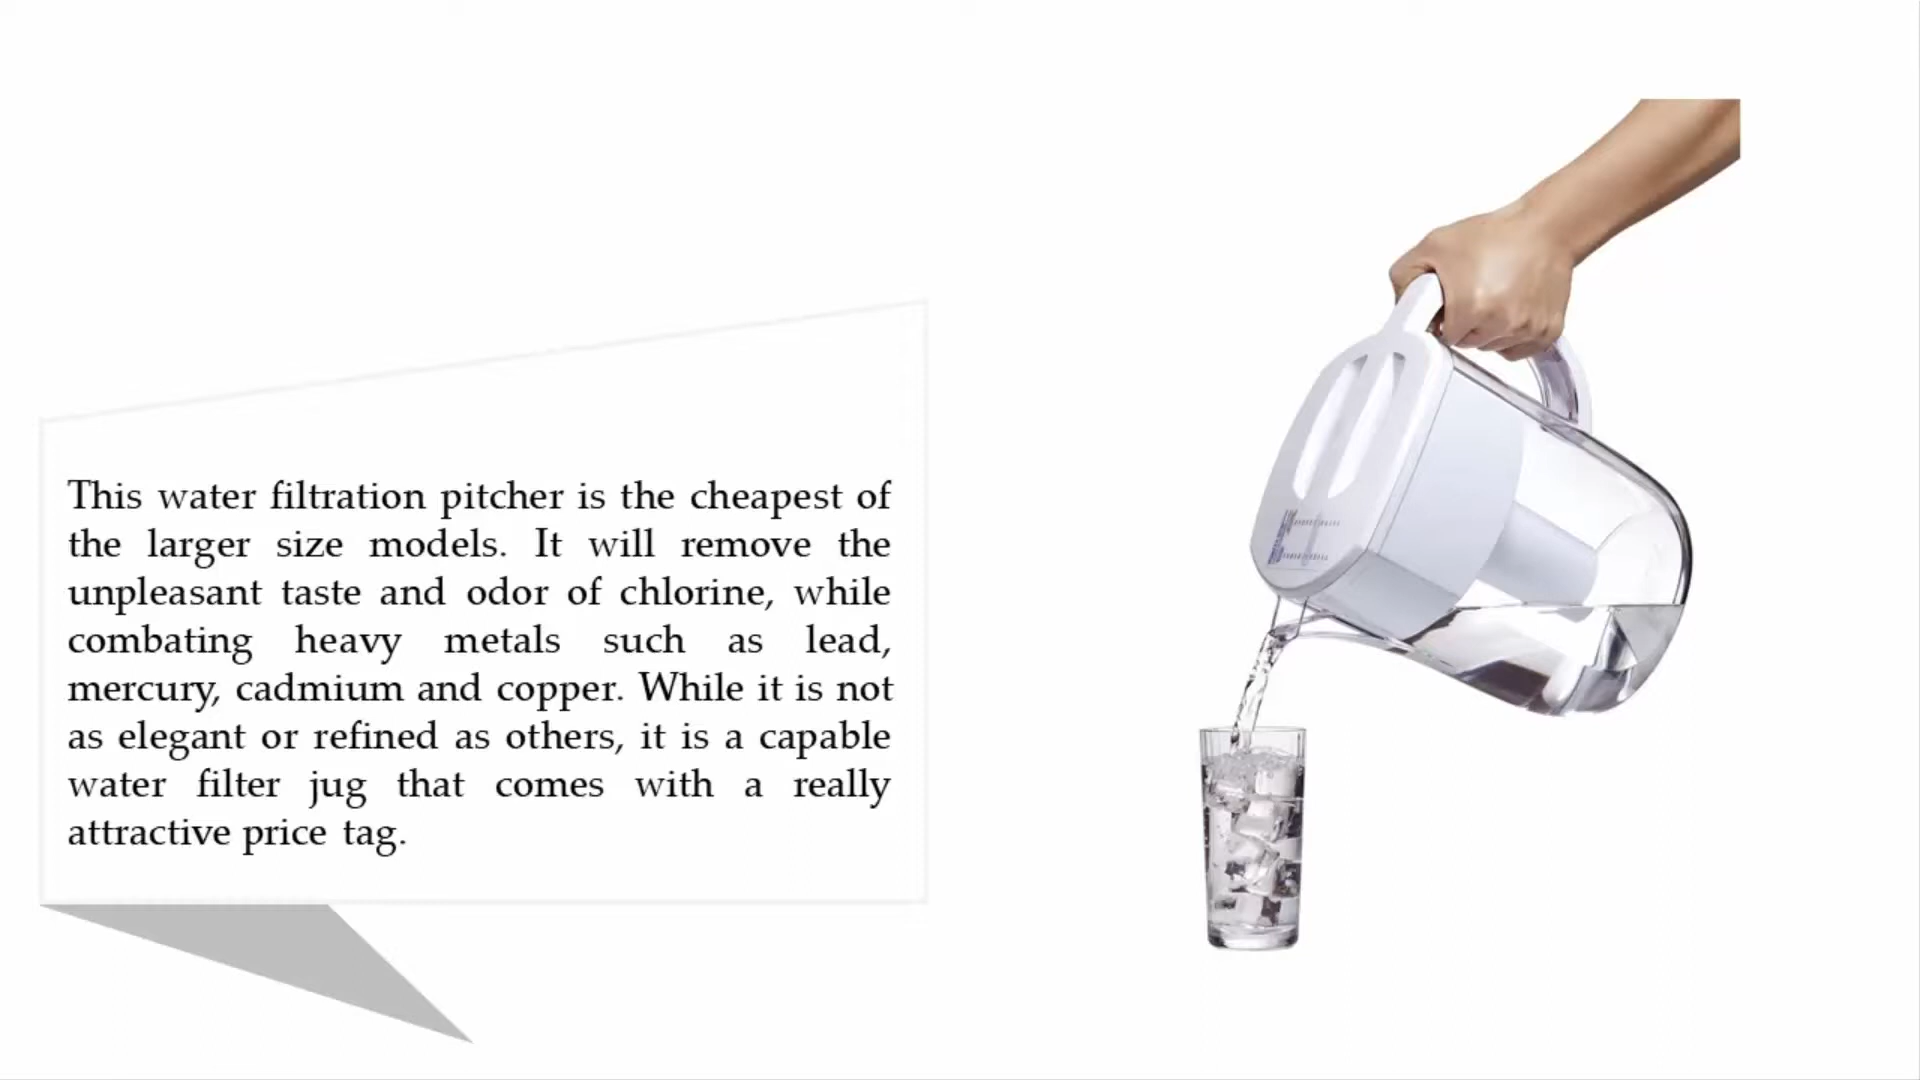 This water filtration pitcher is the cheapest of
the larger size models. It will remove the
unpleasant taste and odor of chlorine, while
combating heavy metals such as lead,
mercury, cadmium and copper. While it is not
as elegant or refined as others, it is a capable
water filter jug that comes with a really
attractive price tag.